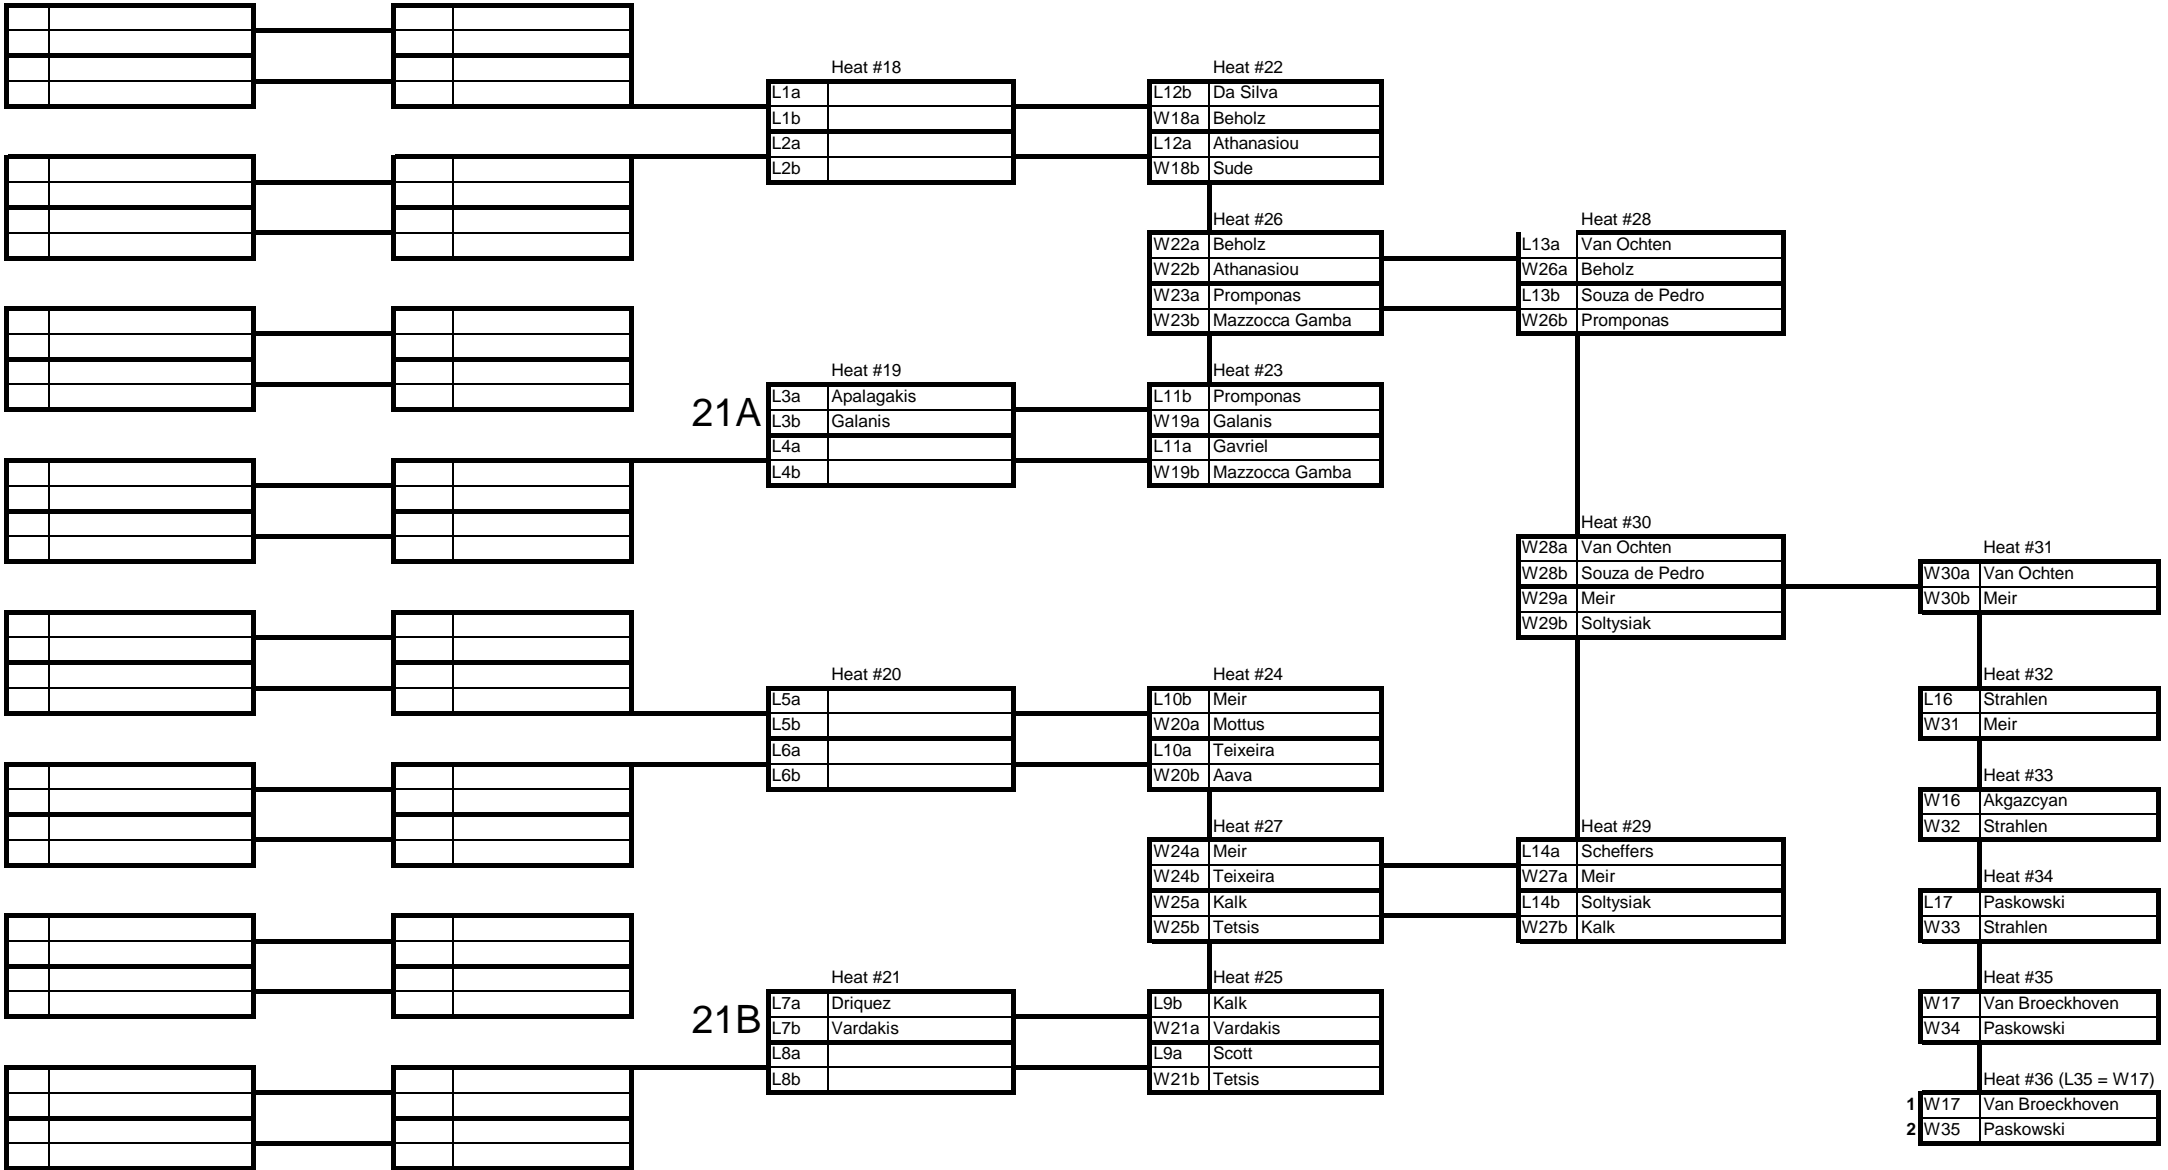 Heat #18
L1a
L1b
L2a
L2b
Heat #22
L12b Da Silva
W18a Beholz
L12a Athanasiou
W18b Sude
Heat #26
W22a Beholz
W22b Athanasiou
W23a Promponas
W23b Mazzocca Gamba
Heat #28
L13a Van Ochten
W26a Beholz
L13b Souza de Pedro
W26b Promponas
21A
Heat #19
L3a Apalagakis
L3b Galanis
L4a
L4b
Heat #23
L11b Promponas
W19a Galanis
L11a Gavriel
W19b Mazzocca Gamba
Heat #30
W28a Van Ochten
W28b Souza de Pedro
W29a Meir
W29b Soltysiak
Heat #31
W30a Van Ochten
W30b Meir
Heat #20
L5a
L5b
L6a
L6b
Heat #24
L10b Meir
W20a Mottus
L10a Teixeira
W20b Aava
Heat #32
L16 Strahlen
W31 Meir
Heat #33
W16 Akgazcyan
W32 Strahlen
Heat #27
W24a Meir
W24b Teixeira
W25a Kalk
W25b Tetsis
Heat #29
L14a Scheffers
W27a Meir
L14b Soltysiak
W27b Kalk
Heat #34
L17 Paskowski
W33 Strahlen
21B
Heat #21
L7a Driquez
L7b Vardakis
L8a
L8b
Heat #25
L9b Kalk
W21a Vardakis
L9a Scott
W21b Tetsis
Heat #35
W17 Van Broeckhoven
W34 Paskowski
Heat #36 (L35 = W17)
1 W17 Van Broeckhoven
2 W35 Paskowski